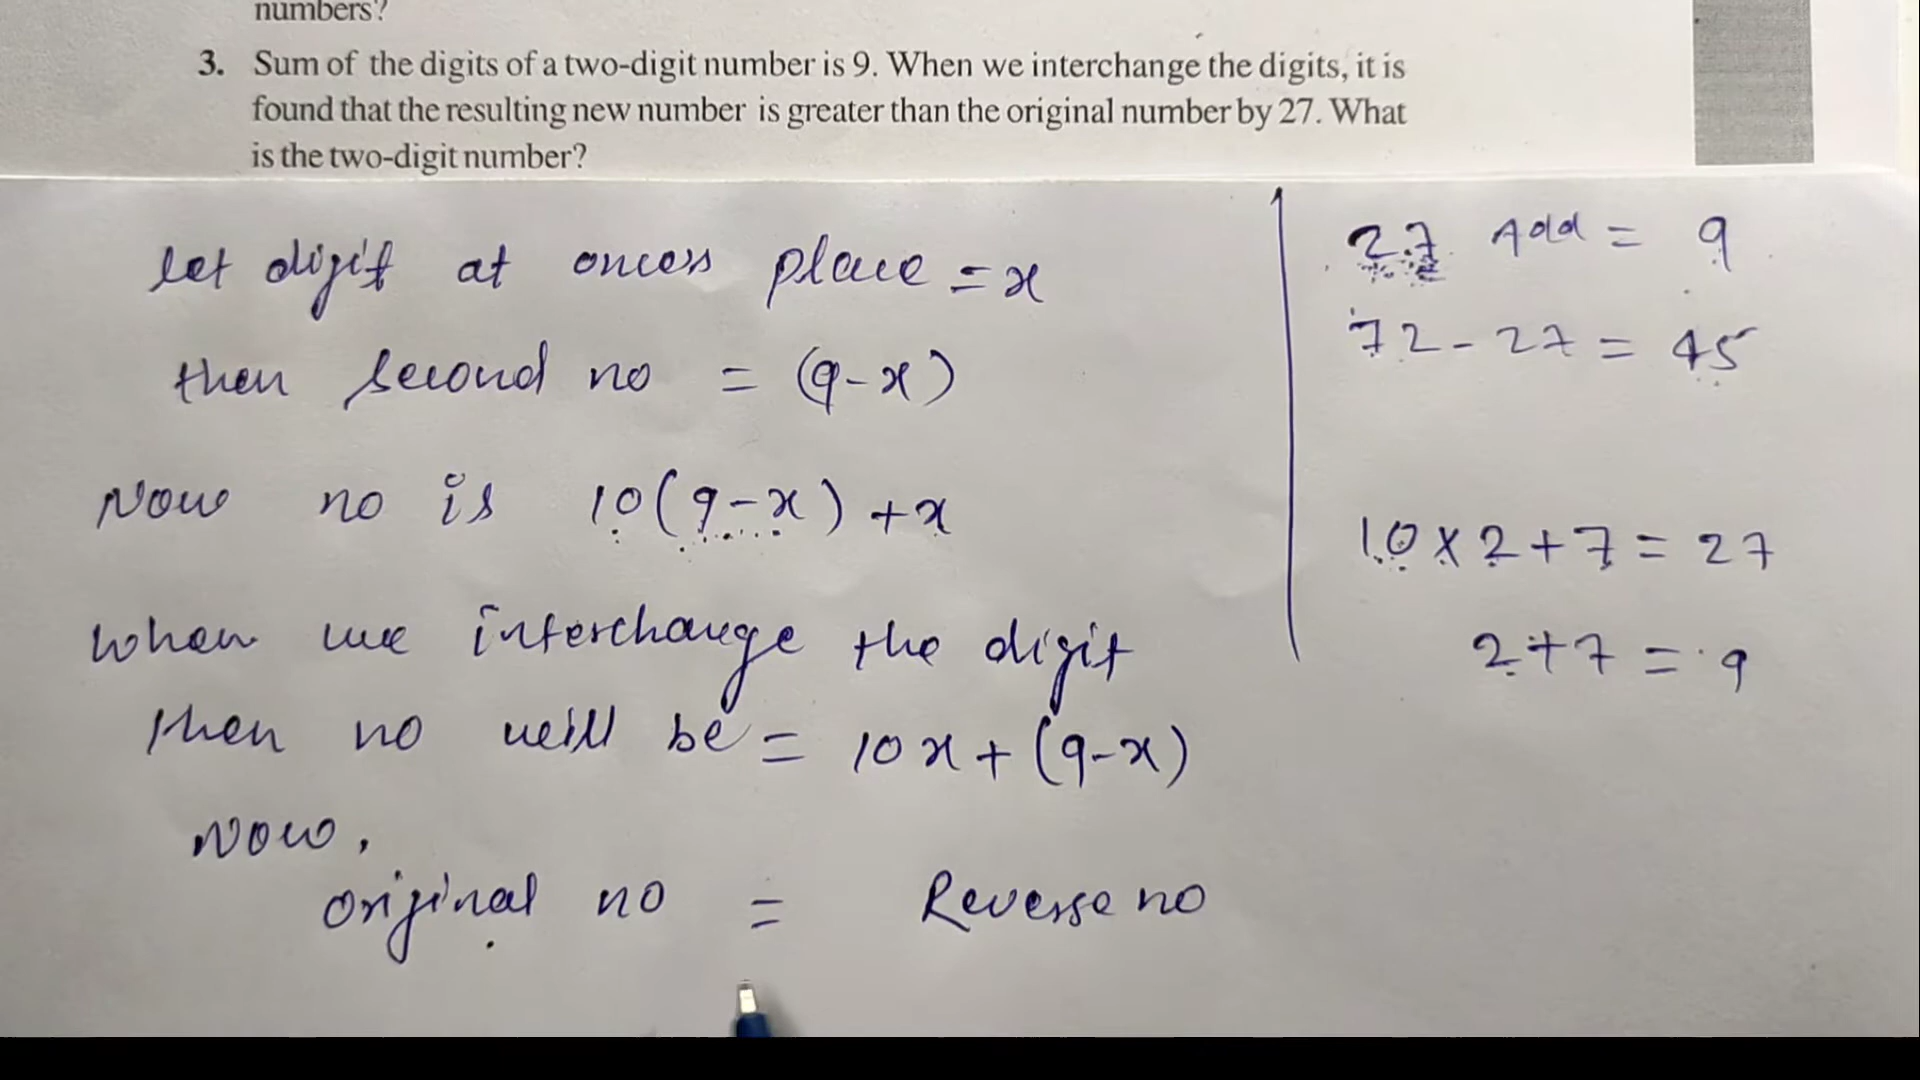 numbers?
3. Sum of the digits of a two-digit number is 9. When we interchange the digits, it is
found that the resulting new number is greater than the original number by 27. What
is the two-digit number?
let digit at oness place = x
then second no = (9-x)
Now no is 10(9-x)+x
when we interchange the digit
then no will be = 10x+(9-x)
Now,
original no = Reverse no
27 Add = 9
72-27 = 45
10x2+7=27
2+7=9